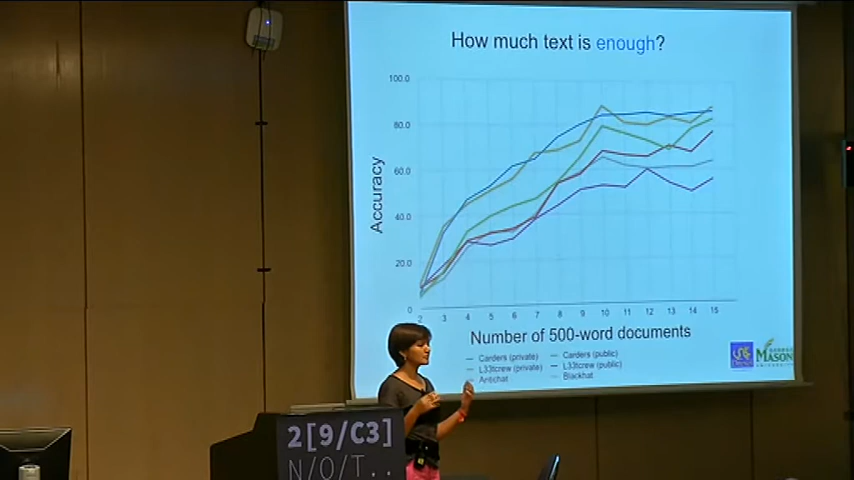 How much text is enough?
100.0
80.0
60.0
40.0
20.0
0
Accuracy
2 3 4 5 6 7 8 9 10 11 12 13 14 15
Number of 500-word documents
Carders (private) Carders (public)
L33tcrew (private) L33tcrew (public)
Antichat Blackhat
MASON
2[9/C3]
N/O/T..